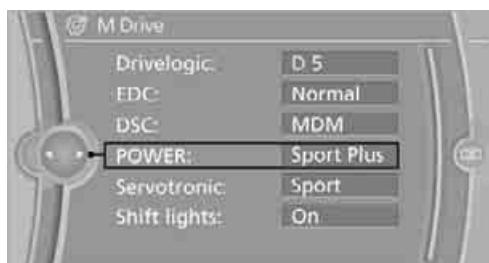 M Drive
Drivelogic: D 5
EDC: Normal
DSC: MDM
POWER: Sport Plus
Servotronic: Sport
Shift lights: On